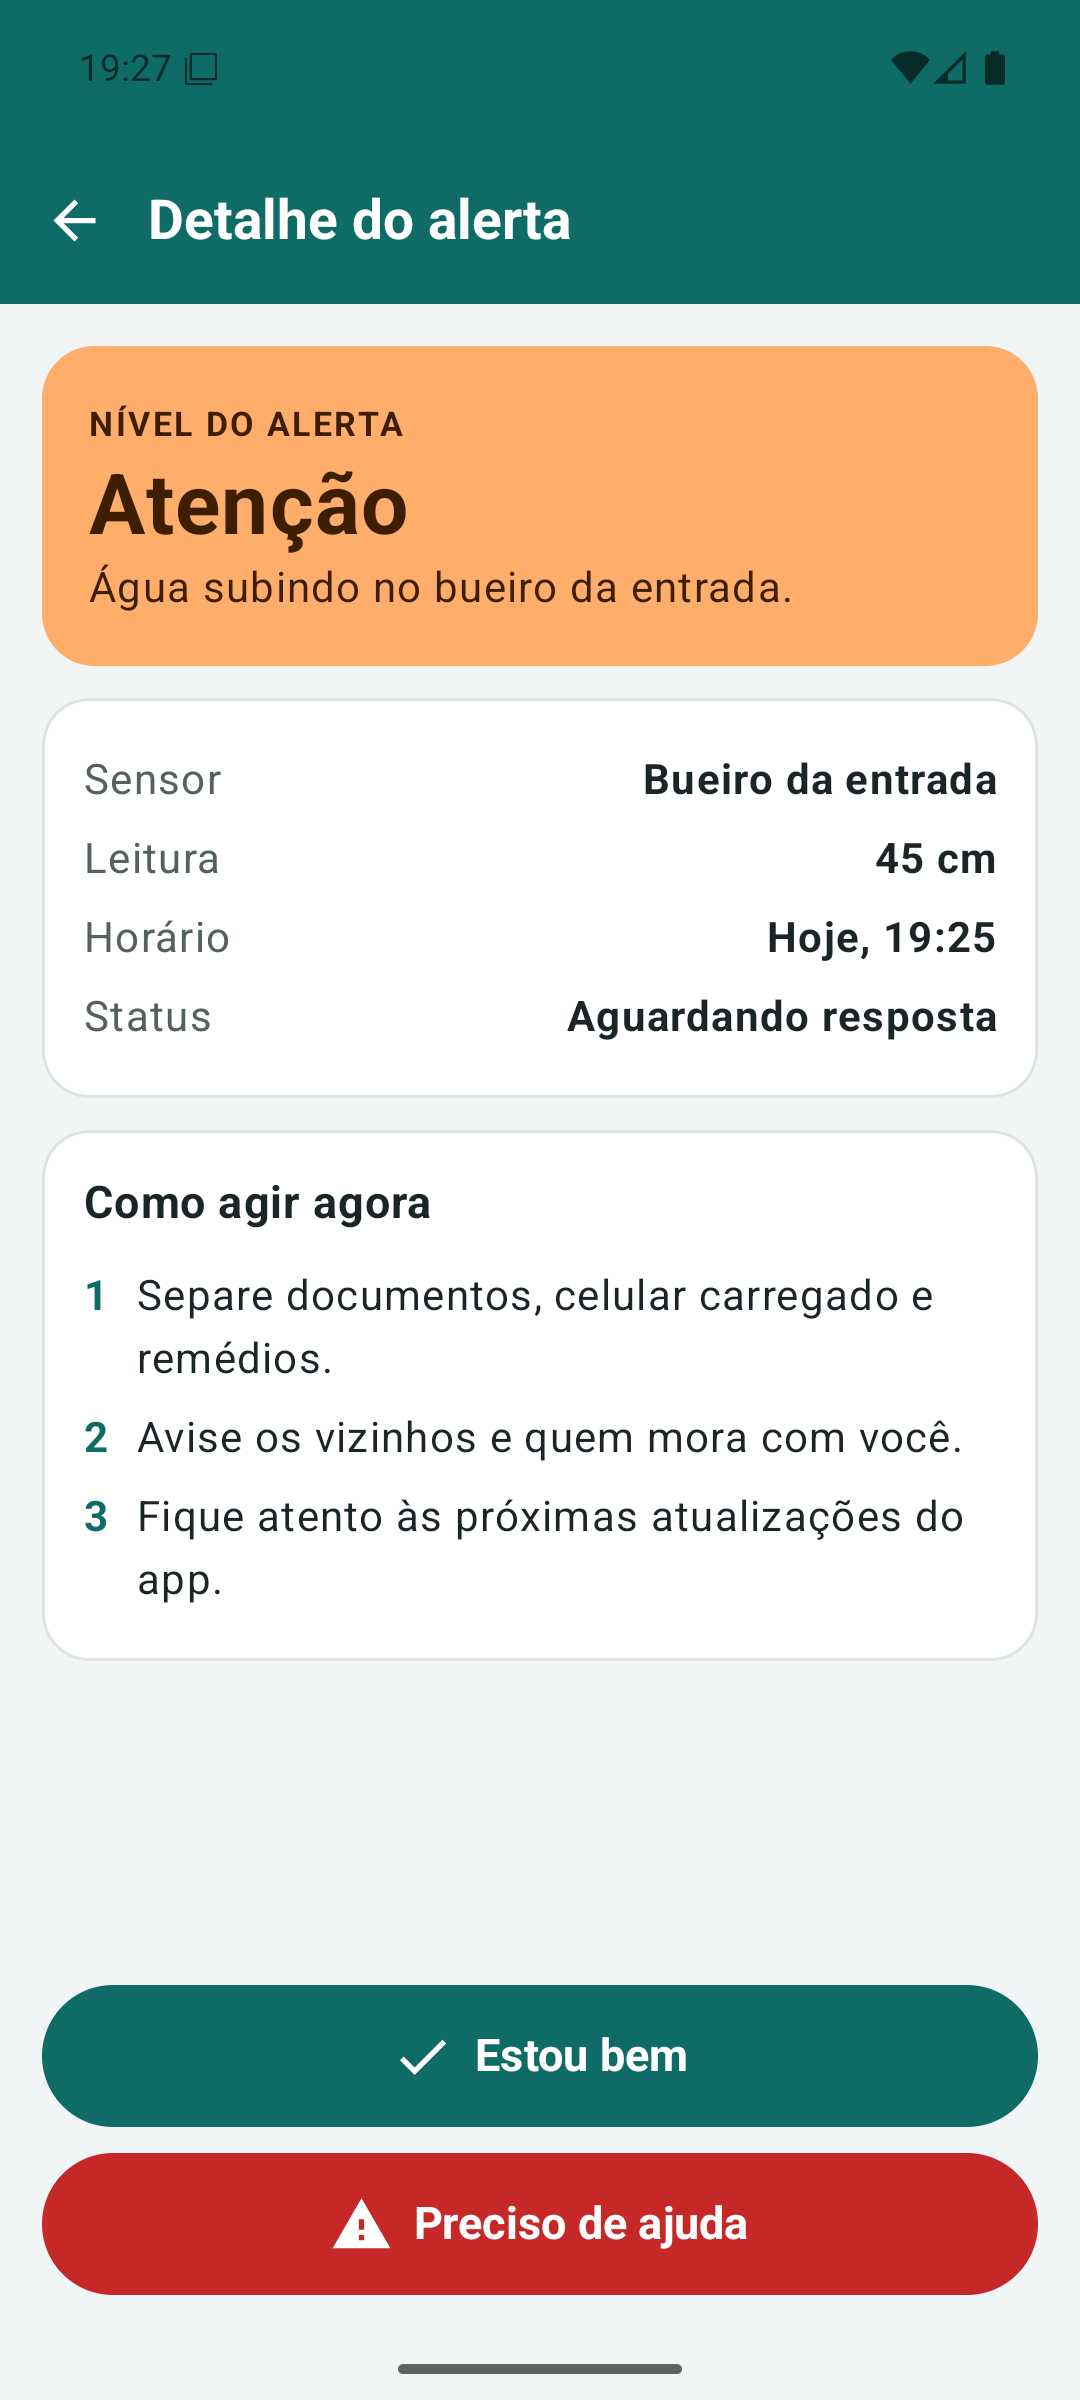 19:27
Detalhe do alerta
NÍVEL DO ALERTA
Atenção
Água subindo no bueiro da entrada.
Sensor Bueiro da entrada
Leitura 45 cm
Horário Hoje, 19:25
Status Aguardando resposta
Como agir agora
1 Separe documentos, celular carregado e
remédios.
2 Avise os vizinhos e quem mora com você.
3 Fique atento às próximas atualizações do
app.
Estou bem
Preciso de ajuda